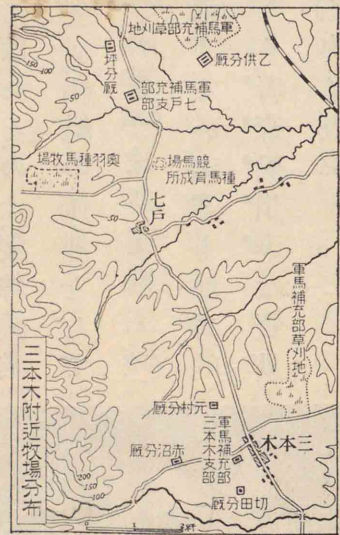 地刈草部充補馬軍
厩分供乙
坪分厩
部充補馬軍
部支戸七
場牧馬種羽奥
場馬競
所成育馬種
七戸
軍馬補充部草刈地
厩分村元
軍馬補充部
三本木支部
三本木
厩分沼赤
厩分田切
三本木附近牧場分布
150
100
50
50
200
150
100
0